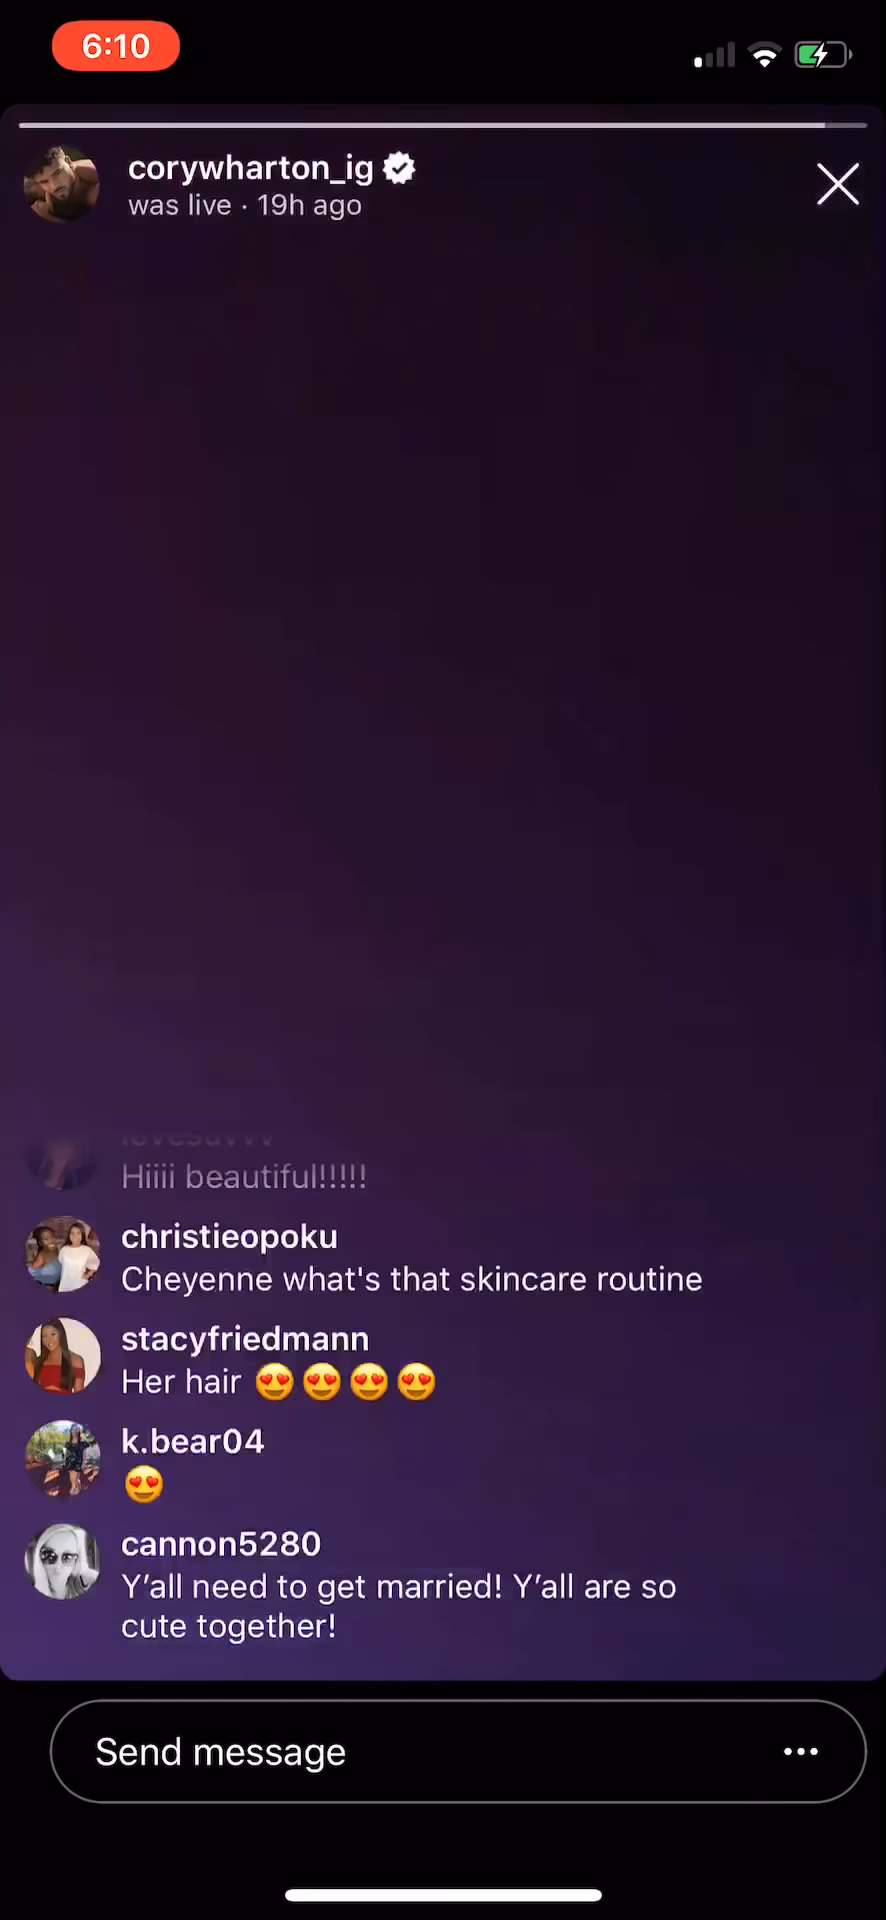 6:10
corywharton_ig
was live · 19h ago
Hiiii beautiful!!!!!
christieopoku
Cheyenne what's that skincare routine
stacyfriedmann
Her hair 😍😍😍😍
k.bear04
😍
cannon5280
Y’all need to get married! Y’all are so
cute together!
Send message